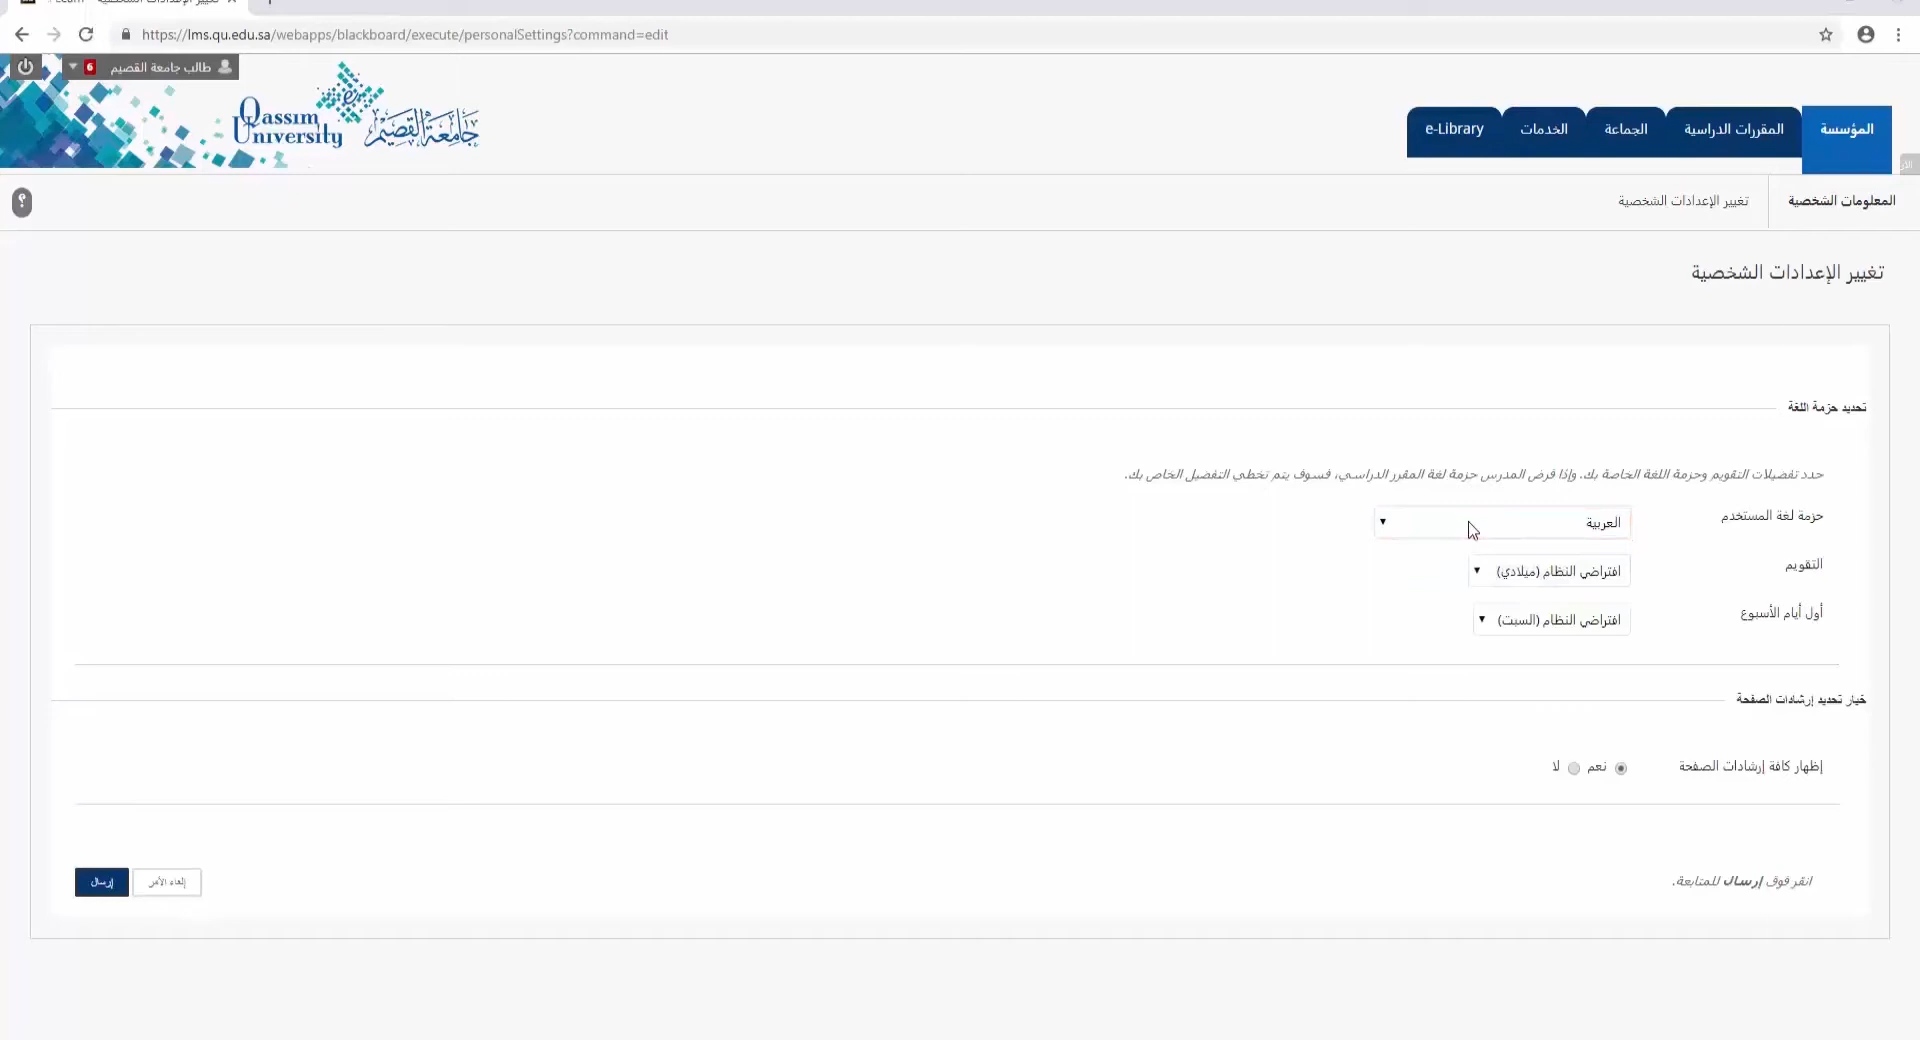 تغيير الإعدادات الشخصية
https://lms.qu.edu.sa/webapps/blackboard/execute/personalSettings?command=edit
طالب جامعة القصيم 6
Qassim University جامعة القصيم
المؤسسة
المقررات الدراسية
الجماعة
الخدمات
e-Library
المعلومات الشخصية
تغيير الإعدادات الشخصية
تغيير الإعدادات الشخصية
تحديد حزمة اللغة
حدد تفضيلات التقويم وحزمة اللغة الخاصة بك. وإذا فرض المدرس حزمة لغة المقرر الدراسي، فسوف يتم تخطي التفضيل الخاص بك.
حزمة لغة المستخدم العربية
التقويم افتراضي النظام (ميلادي)
أول أيام الأسبوع افتراضي النظام (السبت)
خيار تحديد إرشادات الصفحة
إظهار كافة إرشادات الصفحة نعم لا
انقر فوق إرسال للمتابعة.
إلغاء الأمر
إرسال